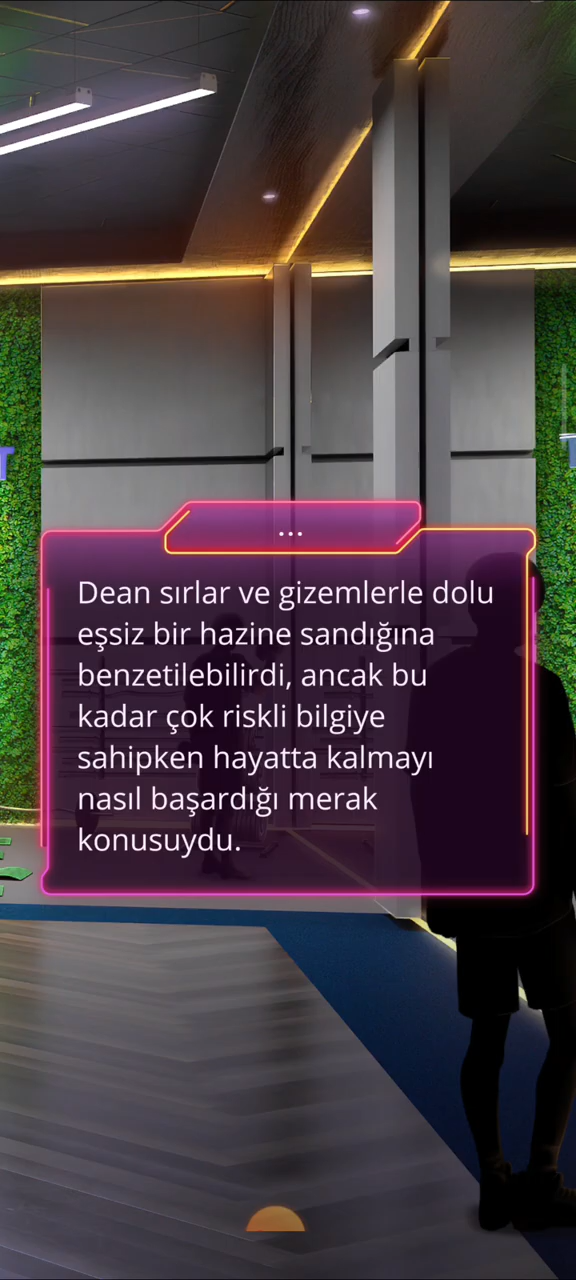 ...
Dean sırlar ve gizemlerle dolu
eşsiz bir hazine sandığına
benzetilebilirdi, ancak bu
kadar çok riskli bilgiye
sahipken hayatta kalmayı
nasıl başardığı merak
konusuydu.